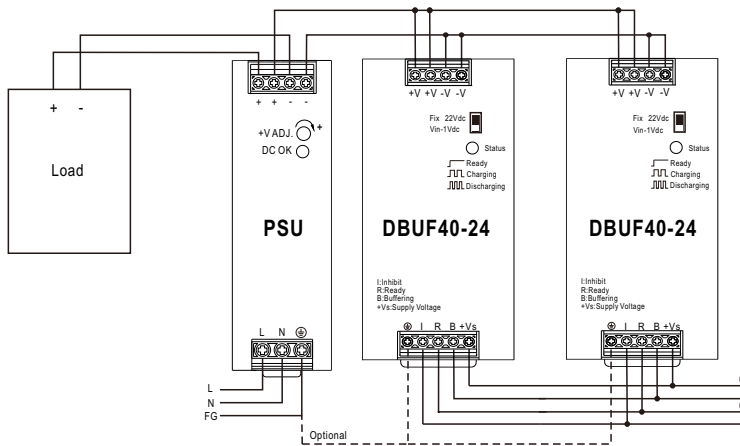 + -
Load
+ + - -
+V ADJ. +
DC OK
PSU
L N
L
N
FG
Optional
+V +V -V -V
Fix 22Vdc
Vin-1Vdc
Status
Ready
Charging
Discharging
DBUF40-24
I:Inhibit
R:Ready
B:Buffering
+Vs:Supply Voltage
I R B +Vs
+V +V -V -V
Fix 22Vdc
Vin-1Vdc
Status
Ready
Charging
Discharging
DBUF40-24
I:Inhibit
R:Ready
B:Buffering
+Vs:Supply Voltage
I R B +Vs